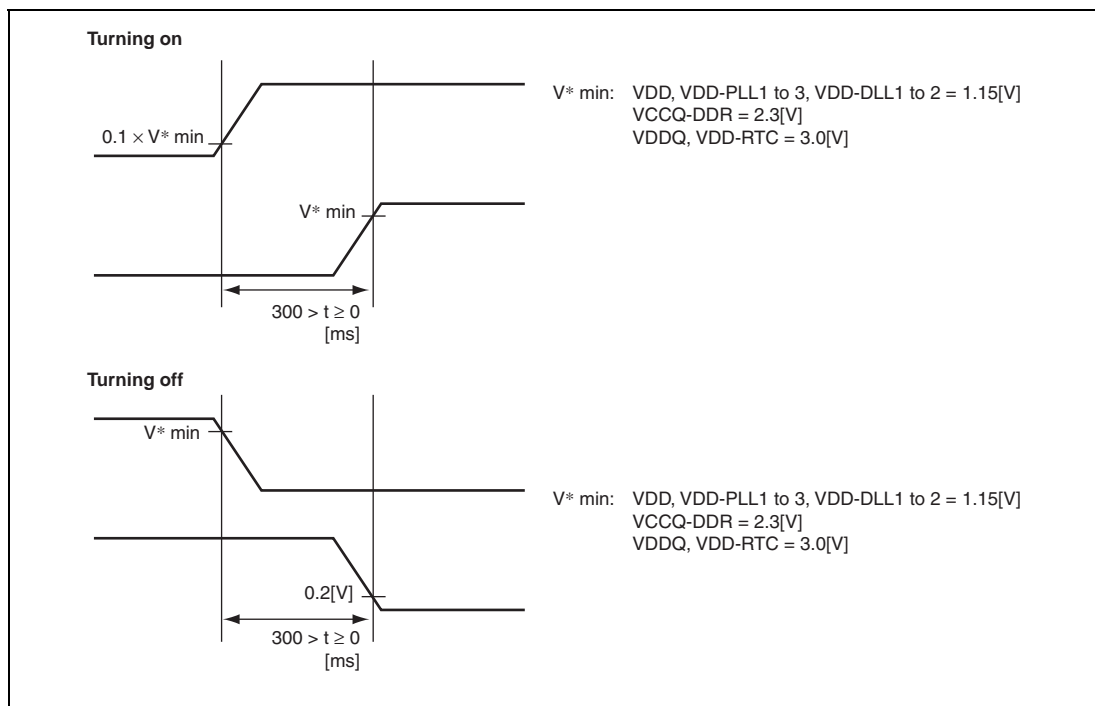 Turning on
0.1 × V* min
V* min
300 > t ≥ 0
[ms]
V* min: VDD, VDD-PLL1 to 3, VDD-DLL1 to 2 = 1.15[V]
VCCQ-DDR = 2.3[V]
VDDQ, VDD-RTC = 3.0[V]
Turning off
V* min
0.2[V]
300 > t ≥ 0
[ms]
V* min: VDD, VDD-PLL1 to 3, VDD-DLL1 to 2 = 1.15[V]
VCCQ-DDR = 2.3[V]
VDDQ, VDD-RTC = 3.0[V]